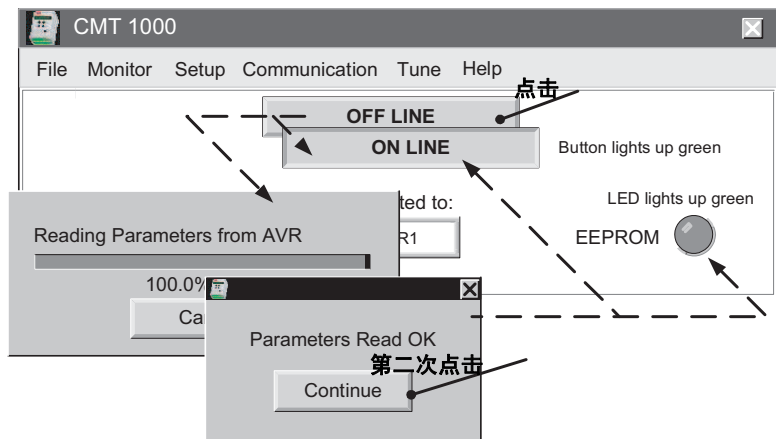 CMT 1000
File Monitor Setup Communication Tune Help
点击
OFF LINE
ON LINE
Button lights up green
ted to:
LED lights up green
Reading Parameters from AVR
R1
EEPROM
100.0%
Ca
Parameters Read OK
第二次点击
Continue